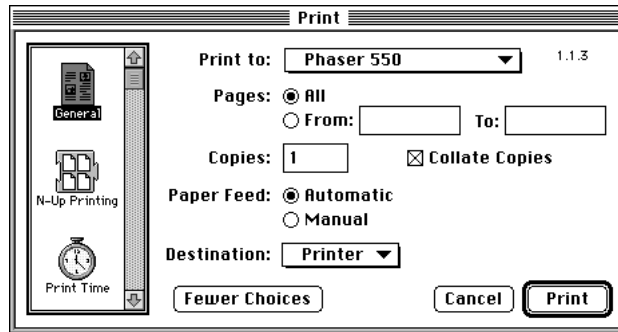 Print
Print to: Phaser 550 1.1.3
Pages: All
From: To:
General
Copies: 1 Collate Copies
N-Up Printing
Paper Feed: Automatic
Manual
Destination: Printer
Print Time
Fewer Choices Cancel Print